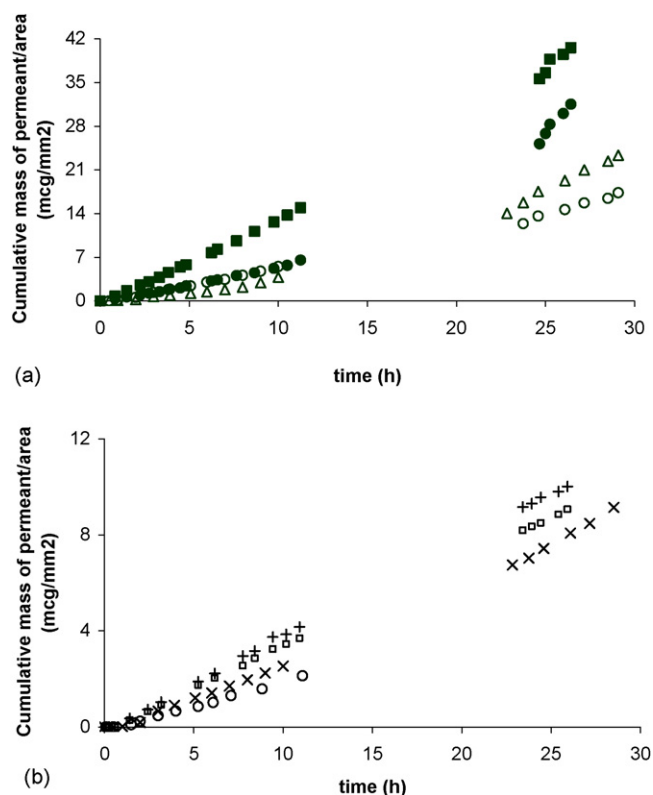 Cumulative mass of permeant/area
(mcg/mm2)
42
35
28
21
14
7
0
0 5 10 15 20 25 30
time (h)
(a)
Cumulative mass of permeant/area
(mcg/mm2)
12
8
4
0
0 5 10 15 20 25 30
time (h)
(b)